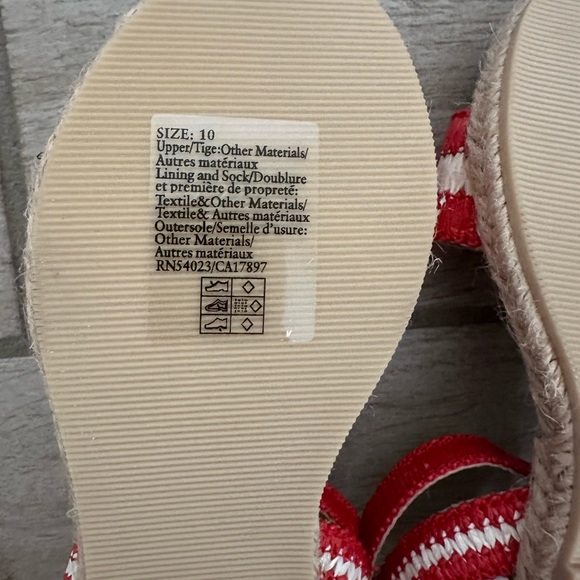 SIZE: 10
Upper/Tige:Other Materials/
Autres matériaux
Lining and Sock/Doublure
et première de propreté:
Textile&Other Materials/
Textile& Autres matériaux
Outersole/Semelle d'usure:
Other Materials/
Autres matériaux
RN54023/CA17897